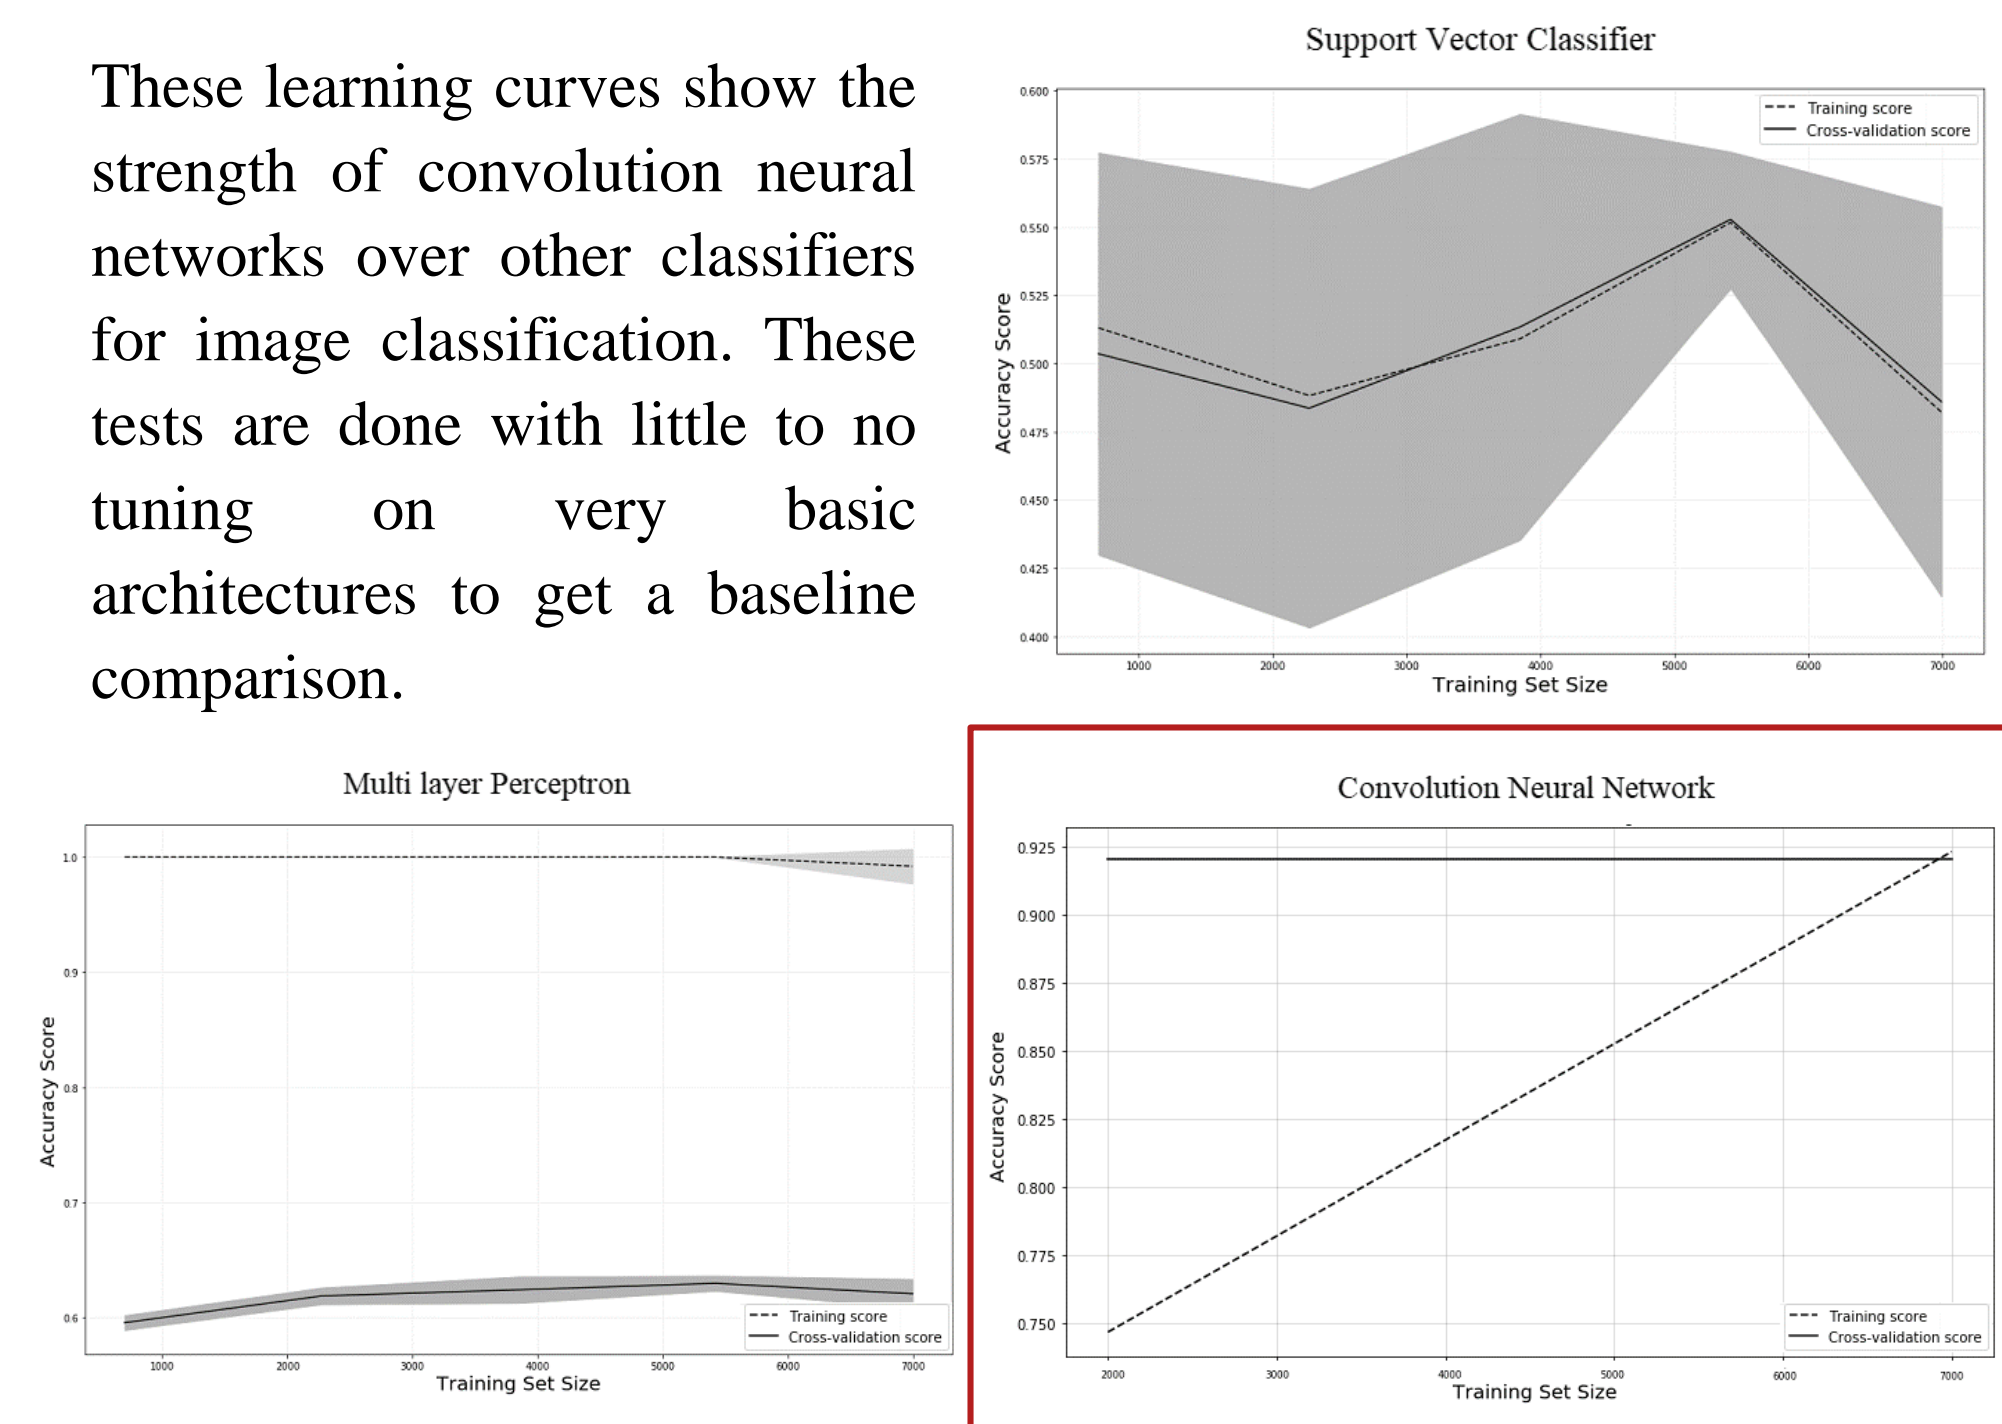 These learning curves show the
strength of convolution neural
networks over other classifiers
for image classification. These
tests are done with little to no
tuning on very basic
architectures to get a baseline
comparison.
Support Vector Classifier
Training score
Cross-validation score
0.600
0.575
0.550
0.525
0.500
0.475
0.450
0.425
0.400
Accuracy Score
1000 2000 3000 4000 5000 6000 7000
Training Set Size
Multi layer Perceptron
1.0
0.9
0.8
0.7
0.6
Accuracy Score
Training score
Cross-validation score
1000 2000 3000 4000 5000 6000 7000
Training Set Size
Convolution Neural Network
0.925
0.900
0.875
0.850
0.825
0.800
0.775
0.750
Accuracy Score
Training score
Cross-validation score
2000 3000 4000 5000 6000 7000
Training Set Size